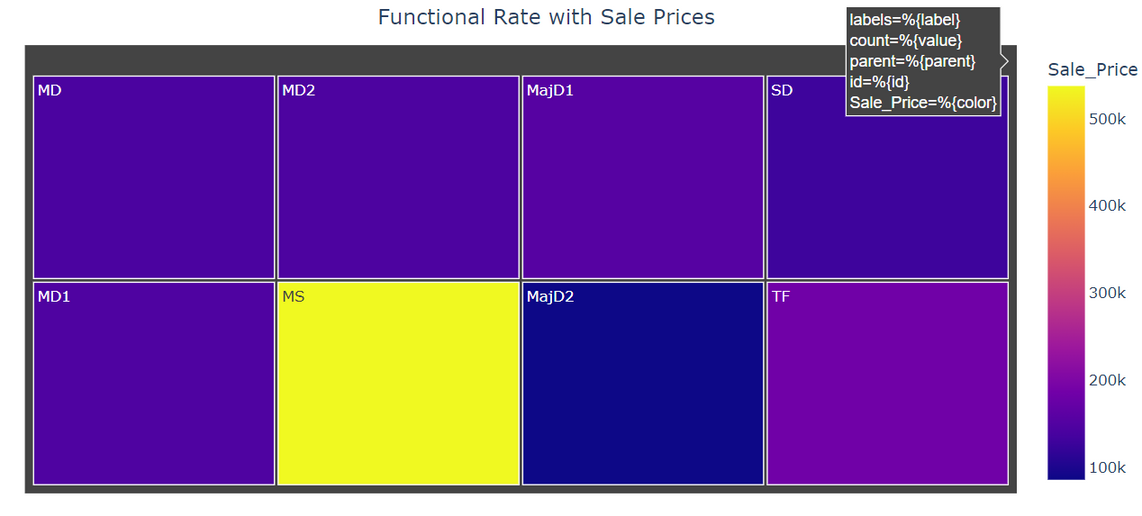 Functional Rate with Sale Prices
labels=%{label}
count=%{value}
parent=%{parent}
id=%{id}
Sale_Price=%{color}
MD
MD2
MajD1
SD
MD1
MS
MajD2
TF
Sale_Price
500k
400k
300k
200k
100k